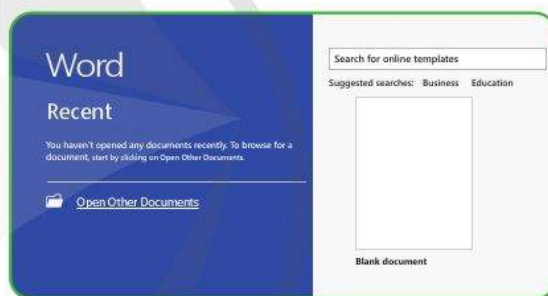 Word
Recent
You haven't opened any documents recently. To browse for a
document, start by clicking on Open Other Documents.
Open Other Documents
Search for online templates
Suggested searches: Business Education
Blank document